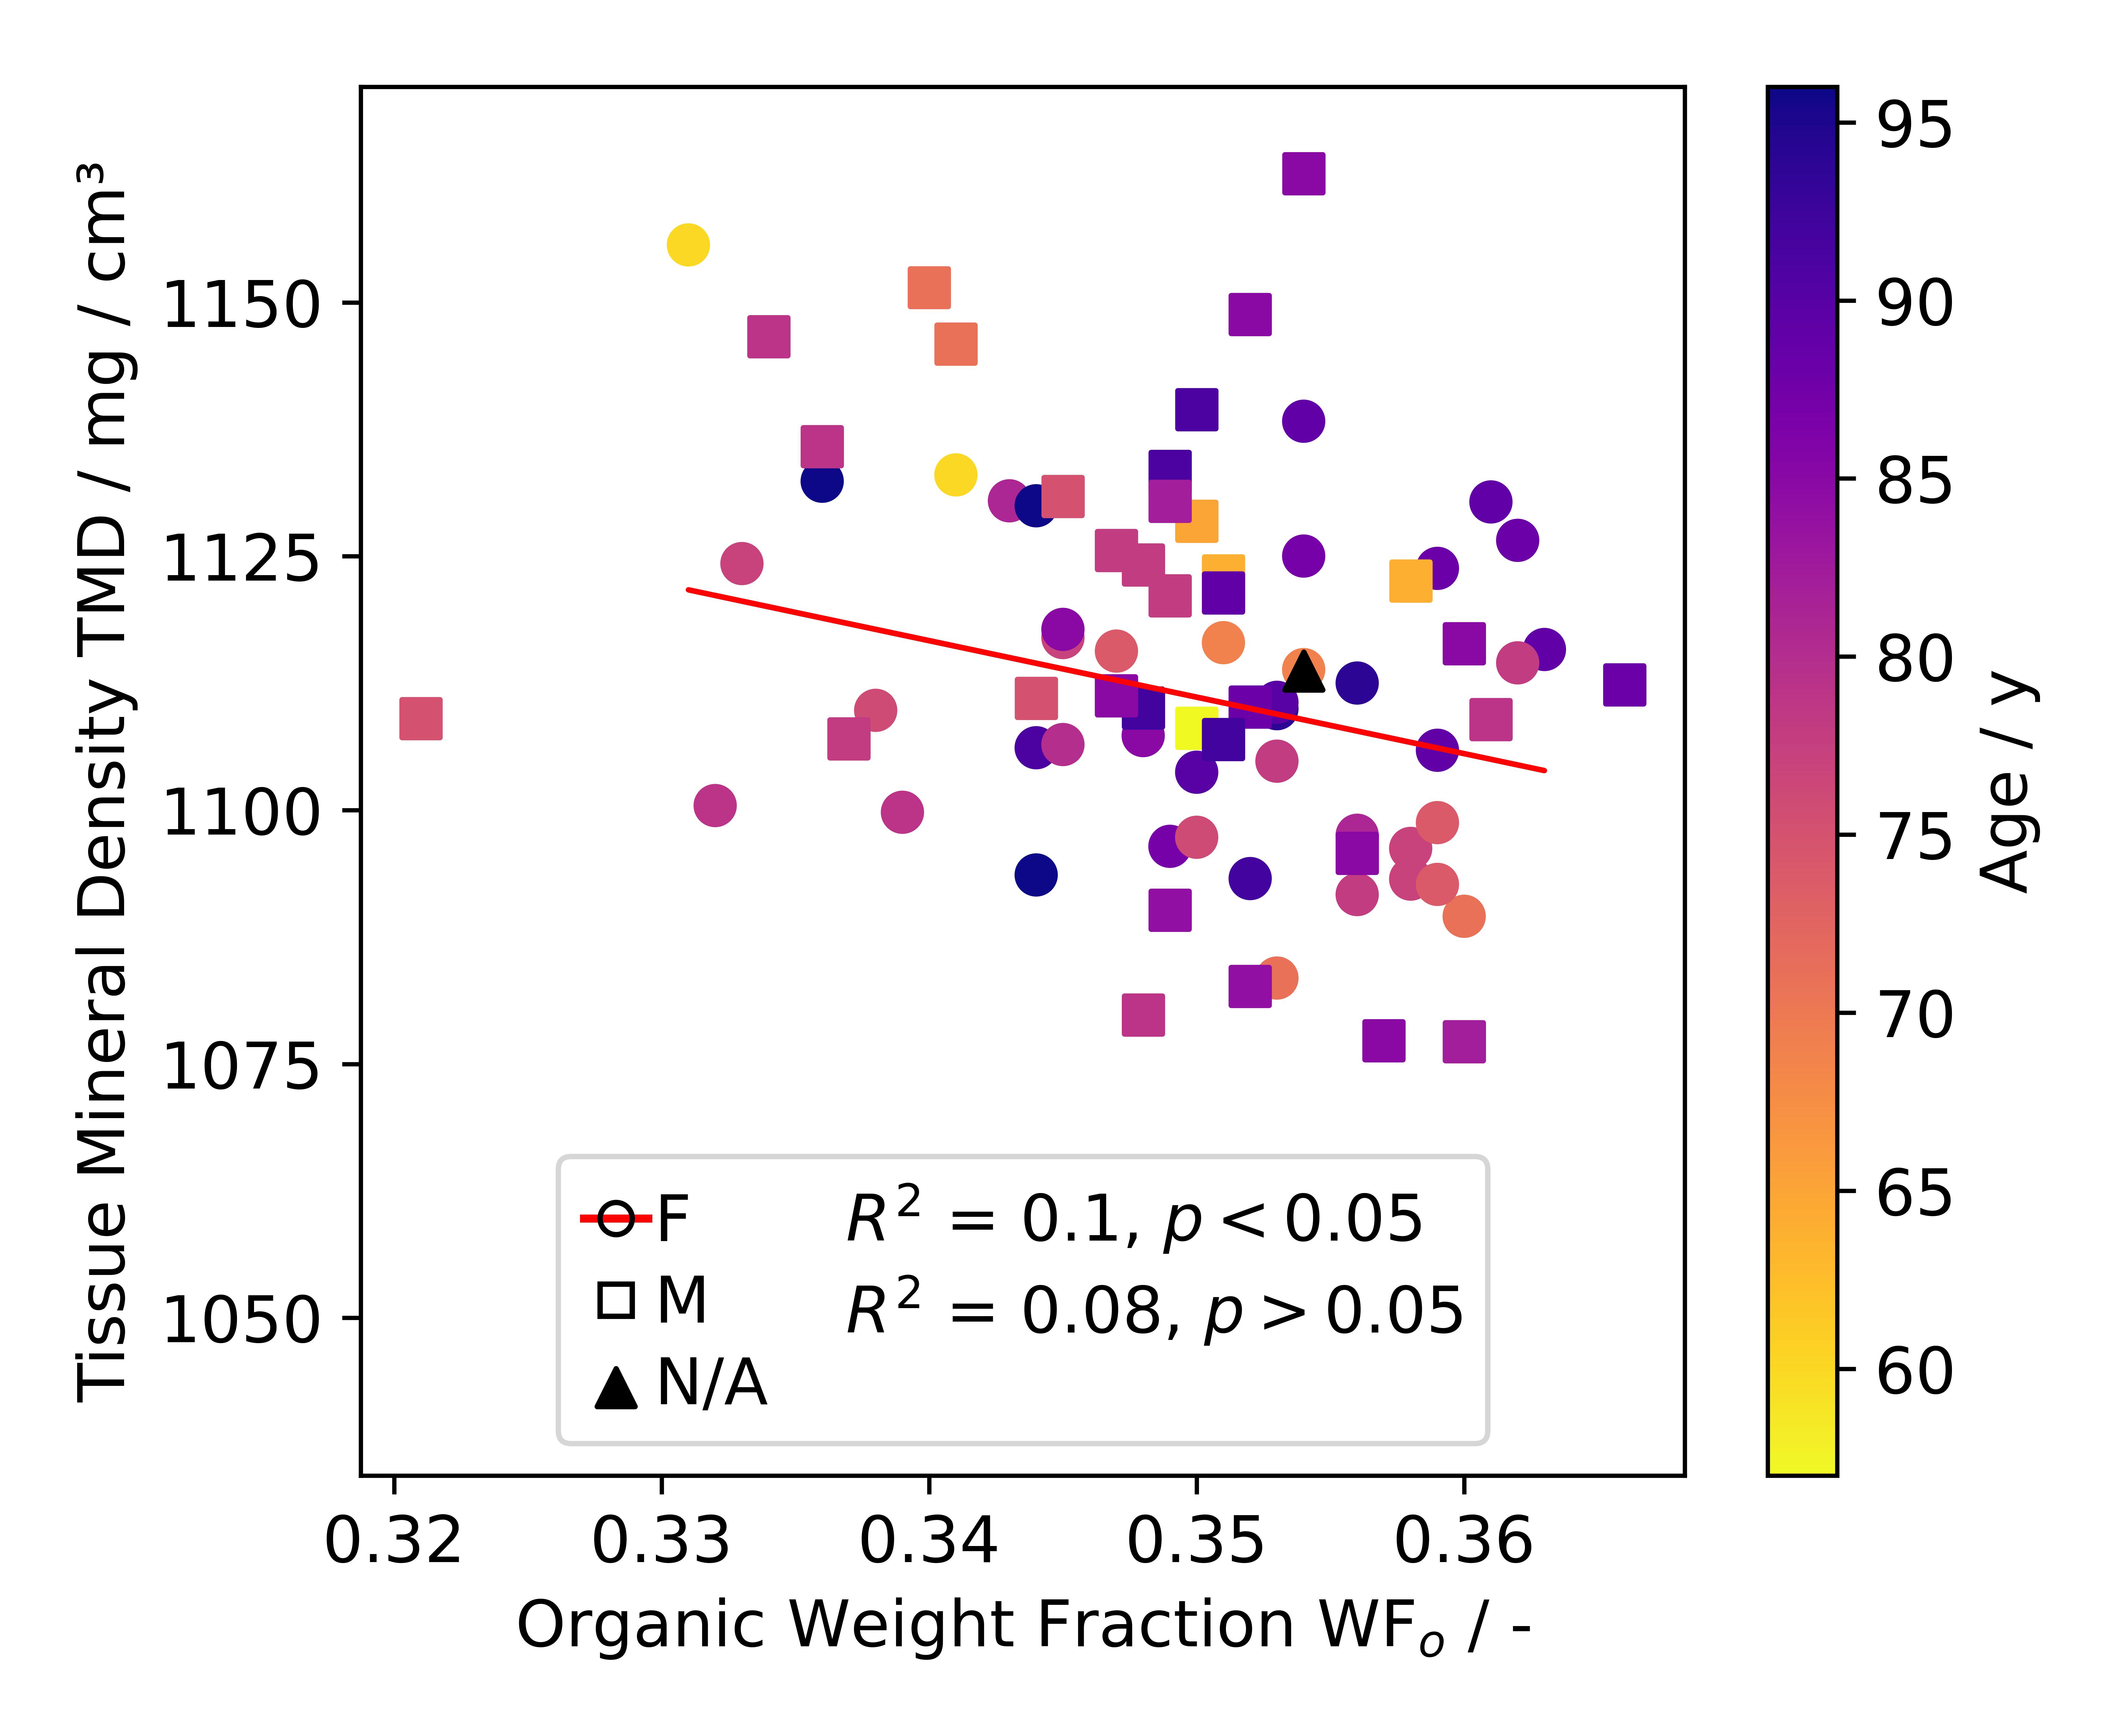 Tissue Mineral Density TMD / mg / cm³
1150
1125
1100
1075
1050
0.32 0.33 0.34 0.35 0.36
Organic Weight Fraction WFₒ / -
F R² = 0.1, p < 0.05
M R² = 0.08, p > 0.05
N/A
95
90
85
80
75
70
65
60
Age / y